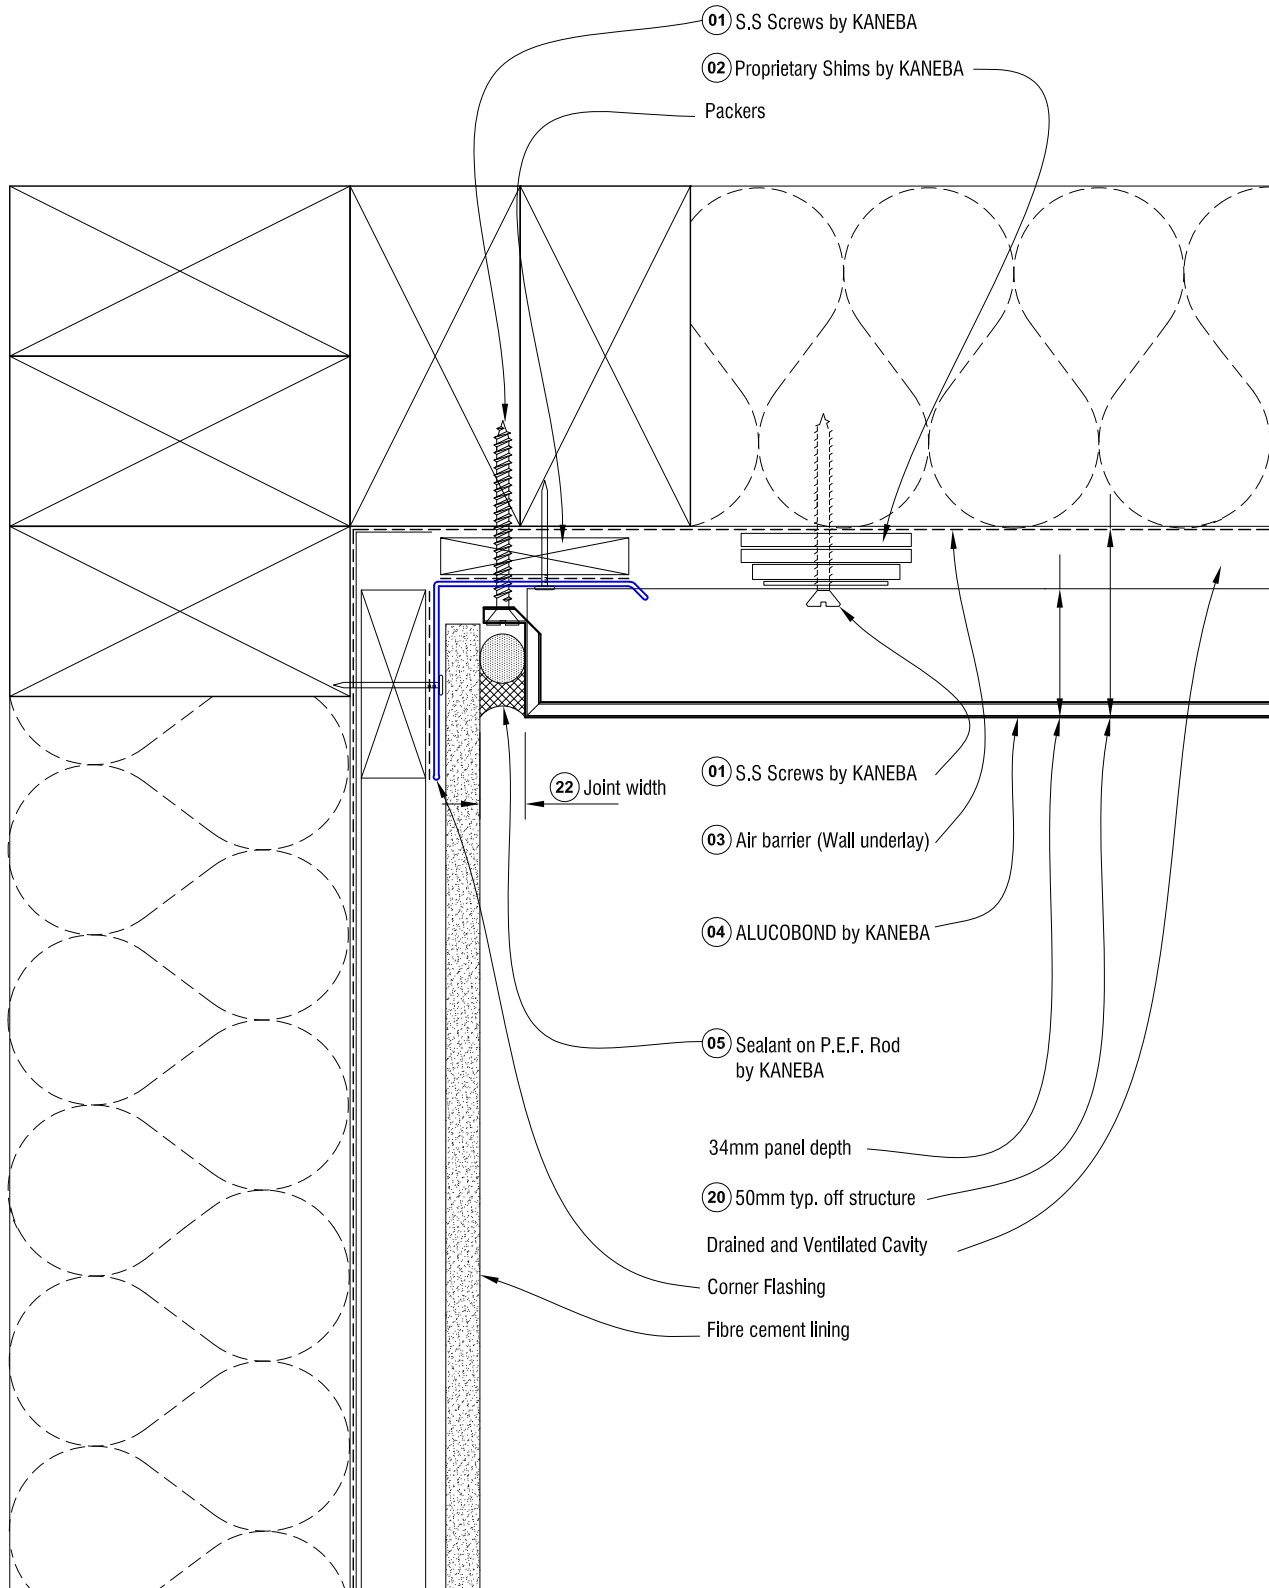 01 S.S Screws by KANEBA
02 Proprietary Shims by KANEBA
Packers
01 S.S Screws by KANEBA
22 Joint width
03 Air barrier (Wall underlay)
04 ALUCOBOND by KANEBA
05 Sealant on P.E.F. Rod
by KANEBA
34mm panel depth
20 50mm typ. off structure
Drained and Ventilated Cavity
Corner Flashing
Fibre cement lining